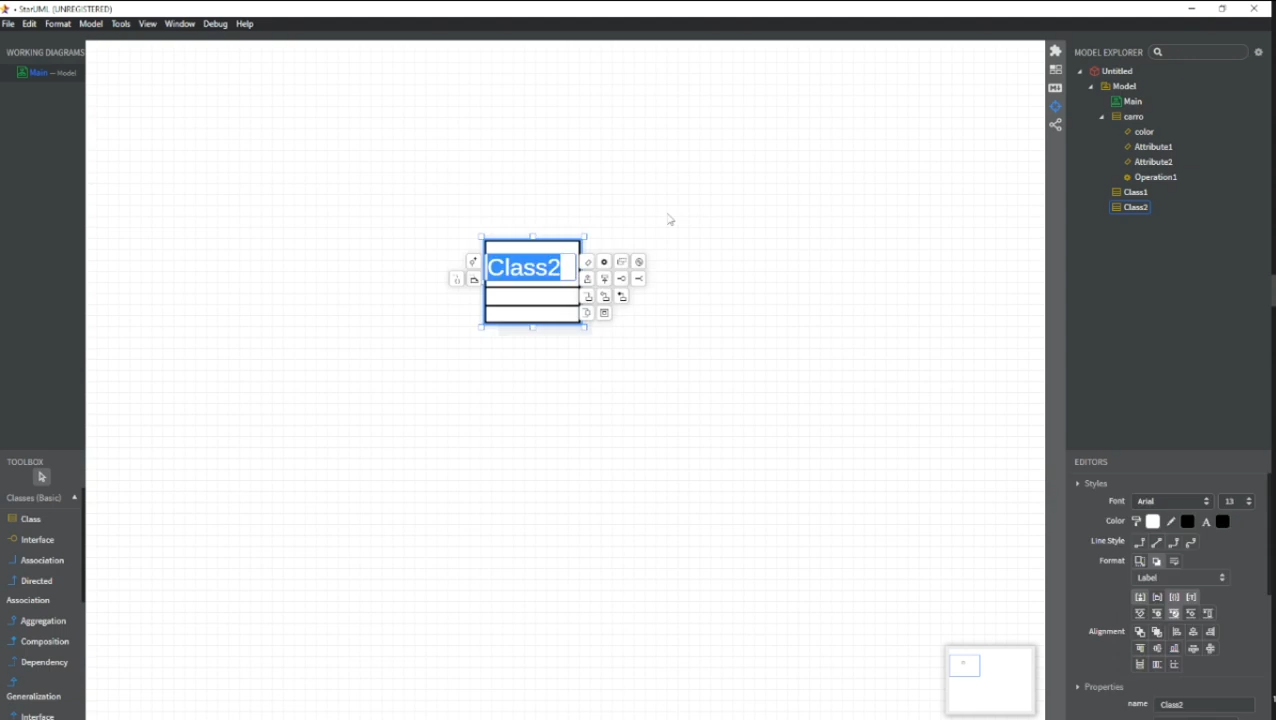 • StarUML (UNREGISTERED)
File Edit Format Model Tools View Window Debug Help
WORKING DIAGRAMS
Main — Model
Class2
MODEL EXPLORER
Untitled
Model
Main
carro
color
Attribute1
Attribute2
Operation1
Class1
Class2
TOOLBOX
Classes (Basic)
Class
Interface
Association
Directed
Association
Aggregation
Composition
Dependency
Generalization
Interface
EDITORS
Styles
Font Arial 13
Color
Line Style
Format
Label
Alignment
Properties
name Class2